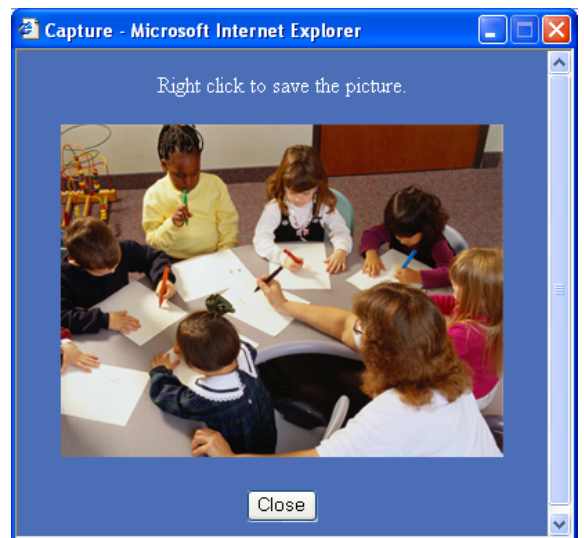 Capture - Microsoft Internet Explorer
Right click to save the picture.
Close